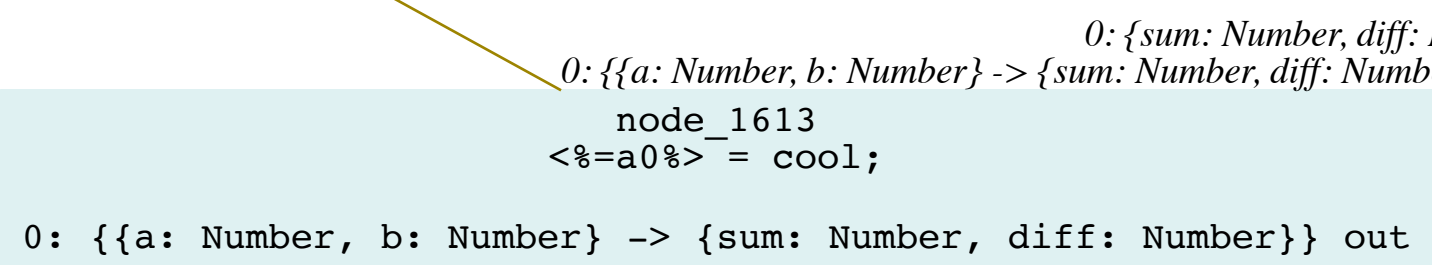 0: {sum: Number, diff:
0: {{a: Number, b: Number} -> {sum: Number, diff: Numb
node_1613
<%=a0%> = cool;
0: {{a: Number, b: Number} -> {sum: Number, diff: Number}} out